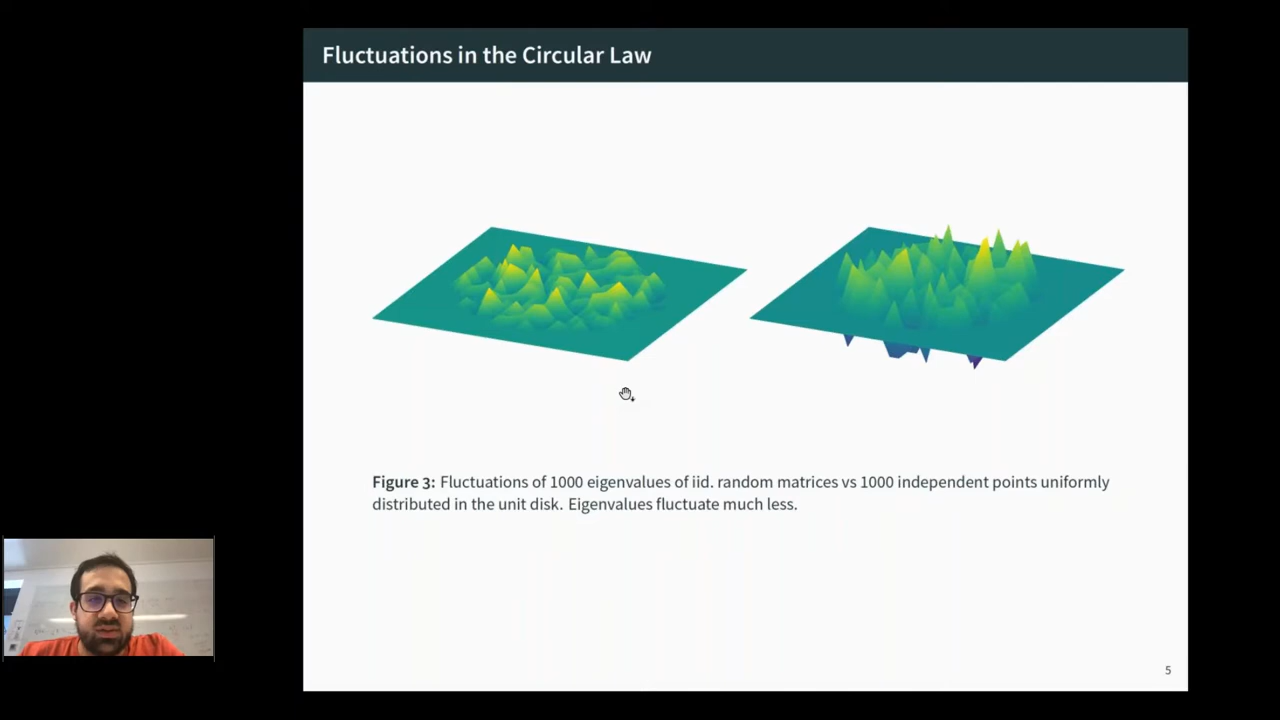 Fluctuations in the Circular Law
Figure 3: Fluctuations of 1000 eigenvalues of iid. random matrices vs 1000 independent points uniformly
distributed in the unit disk. Eigenvalues fluctuate much less.
5